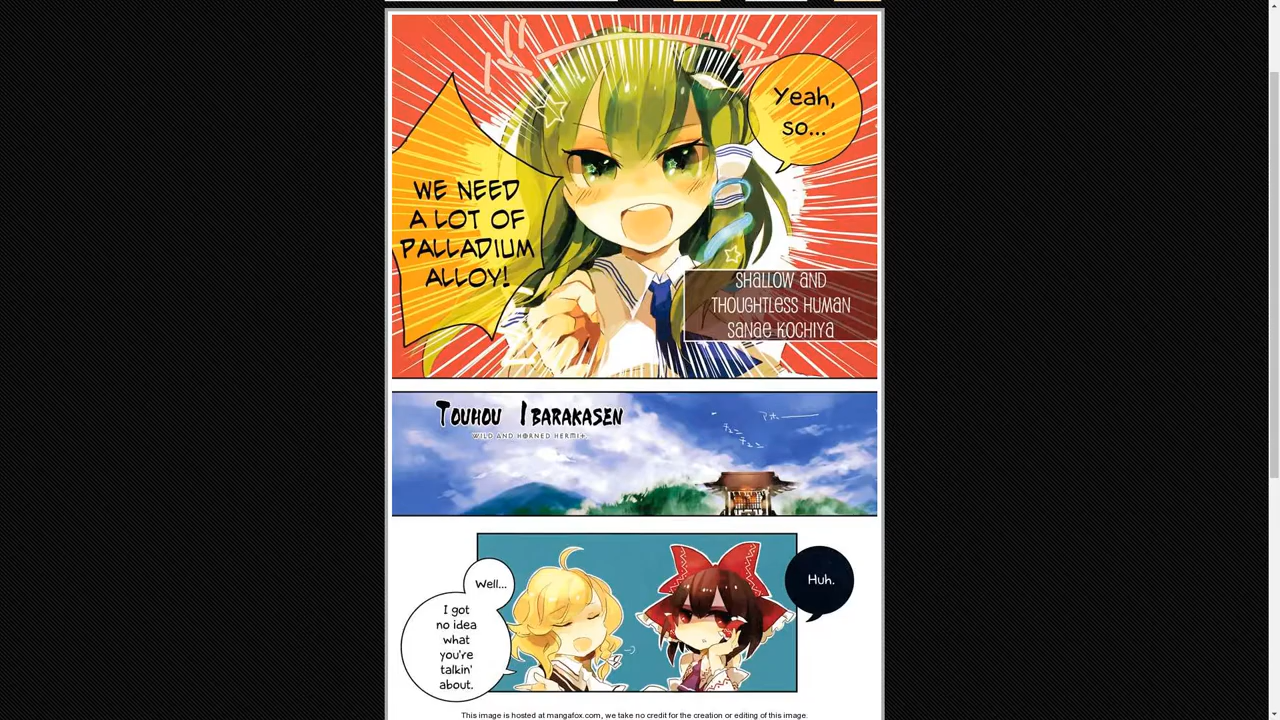 Yeah,
so...
WE NEED
A LOT OF
PALLADIUM
ALLOY!
SHALLOW AND
THOUGHTLESS HUMAN
SANAE KOCHIYA
TOUHOU IBARAKASEN
WILD AND HORNED HERMIT.
Well...
I got
no idea
what
you're
talkin'
about.
Huh.
This image is hosted at mangafox.com, we take no credit for the creation or editing of this image.